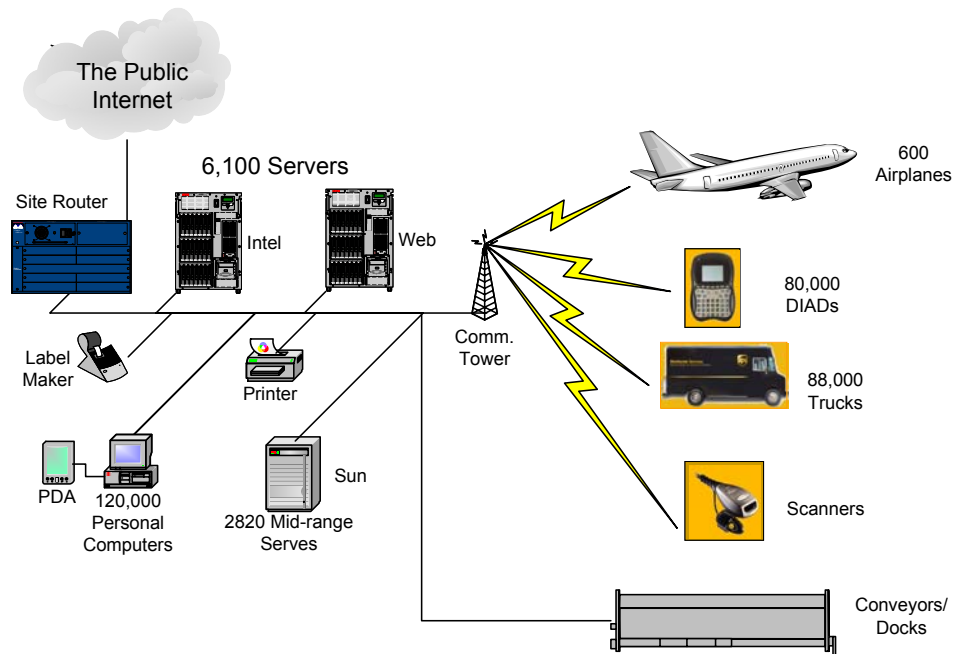 The Public
Internet
6,100 Servers
Site Router
Intel
Web
600
Airplanes
80,000
DIADs
Comm.
Tower
Label
Maker
Printer
88,000
Trucks
PDA
120,000
Personal
Computers
Sun
2820 Mid-range
Serves
Scanners
Conveyors/
Docks